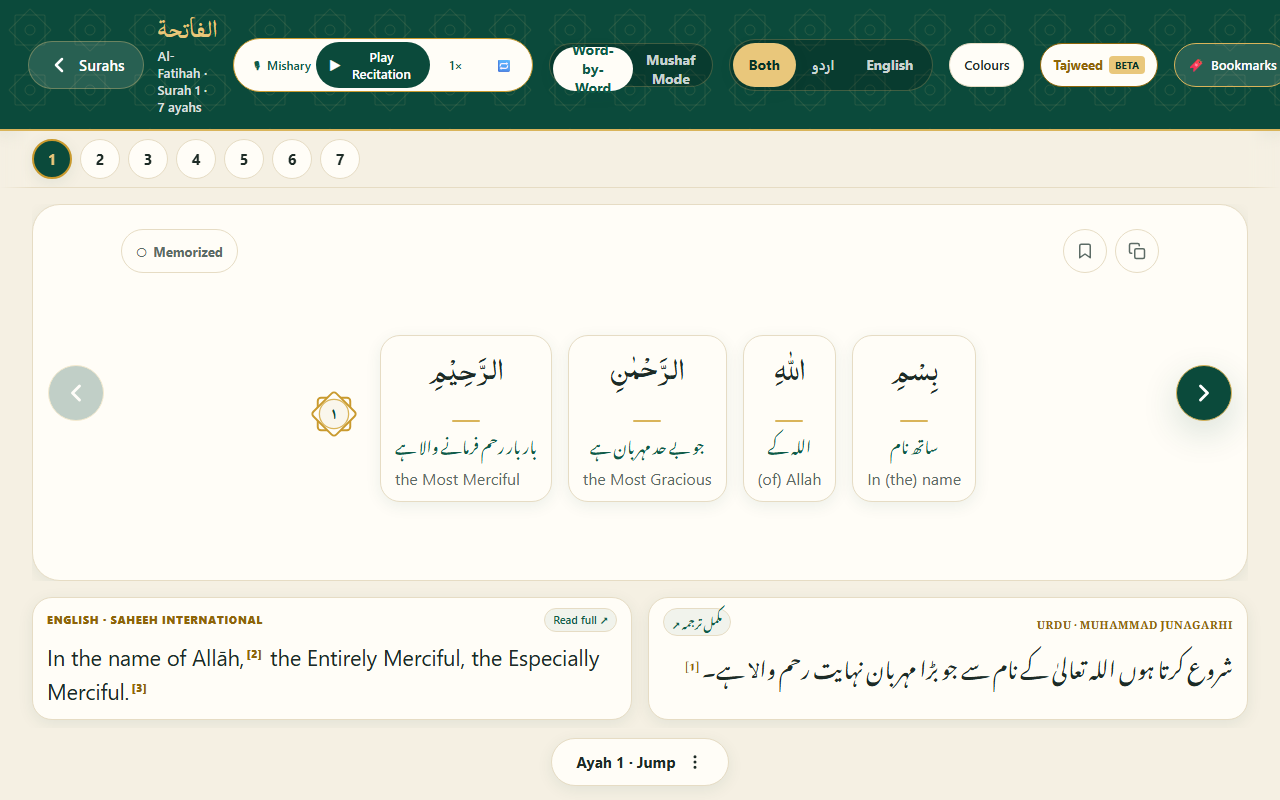 Surahs
الفاتحة
Al-
Fatihah ·
Surah 1 ·
7 ayahs
Mishary
Play
Recitation
1×
Word-
by-
Word
Mushaf
Mode
Both
اردو
English
Colours
Tajweed BETA
Bookmarks
1 2 3 4 5 6 7
Memorized
بِسْمِ اللّٰهِ الرَّحْمٰنِ الرَّحِيْمِ ١
ساتھ نام
In (the) name
اللہ کے
(of) Allah
جو بے حد مہربان ہے
the Most Gracious
بار بار رحم فرمانے والا ہے
the Most Merciful
ENGLISH · SAHEEH INTERNATIONAL
Read full ↗
In the name of Allāh,[2] the Entirely Merciful, the Especially
Merciful.[3]
URDU · MUHAMMAD JUNAGARHI
مکمل ترجمہ ↗
شروع کرتا ہوں اللہ تعالیٰ کے نام سے جو بڑا مہربان نہایت رحم والا ہے۔ [1]
Ayah 1 · Jump